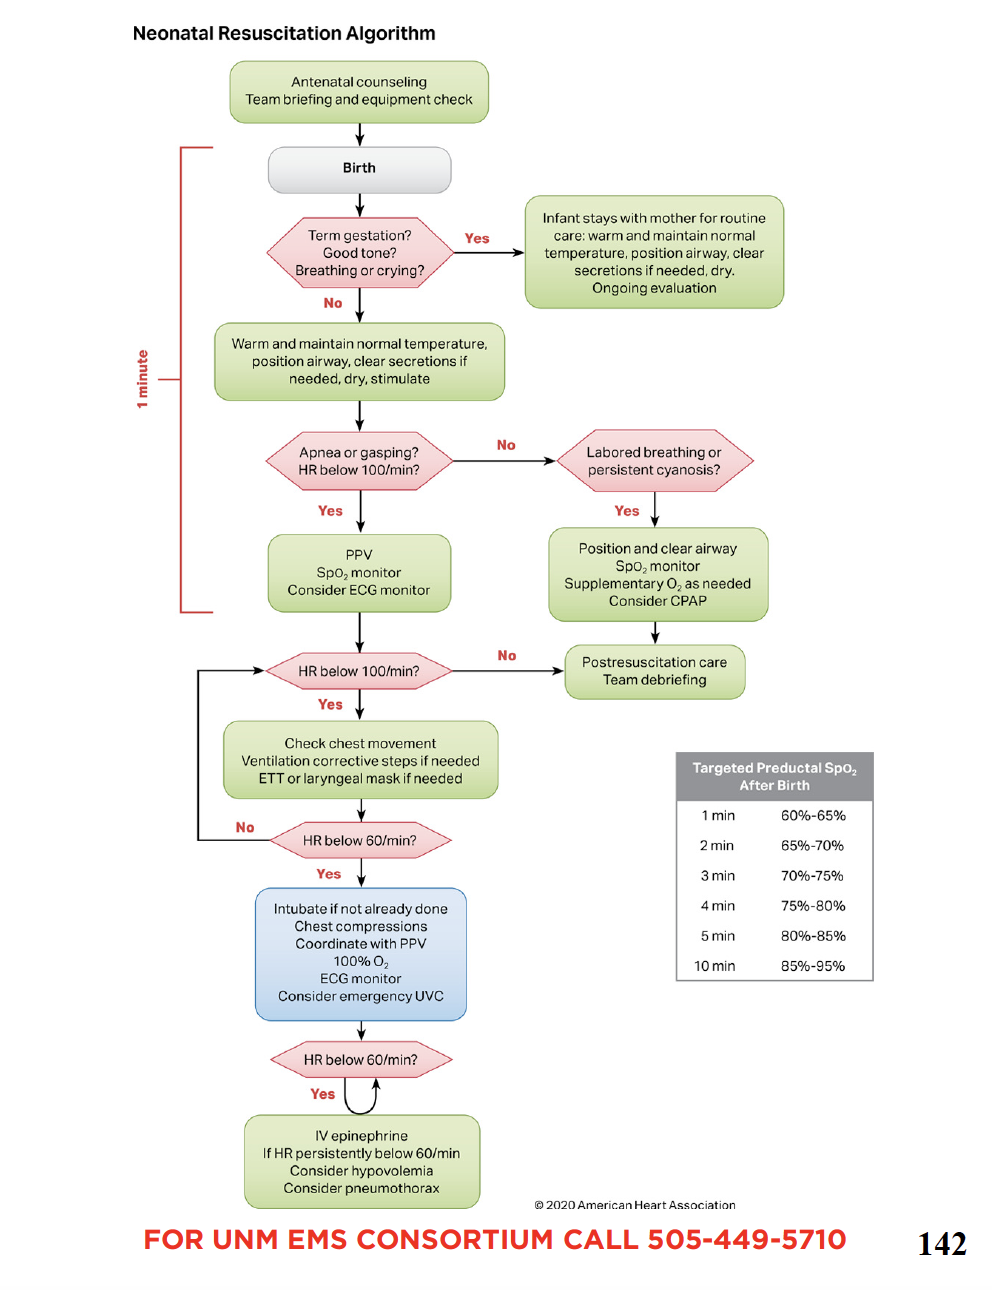 Neonatal Resuscitation Algorithm
Antenatal counseling
Team briefing and equipment check
Birth
Term gestation?
Good tone?
Breathing or crying?
Yes
Infant stays with mother for routine
care: warm and maintain normal
temperature, position airway, clear
secretions if needed, dry.
Ongoing evaluation
No
Warm and maintain normal temperature,
position airway, clear secretions if
needed, dry, stimulate
1 minute
Apnea or gasping?
HR below 100/min?
No
Labored breathing or
persistent cyanosis?
Yes
Yes
PPV
SpO₂ monitor
Consider ECG monitor
Position and clear airway
SpO₂ monitor
Supplementary O₂ as needed
Consider CPAP
HR below 100/min?
No
Postresuscitation care
Team debriefing
Yes
Check chest movement
Ventilation corrective steps if needed
ETT or laryngeal mask if needed
No
HR below 60/min?
Yes
Intubate if not already done
Chest compressions
Coordinate with PPV
100% O₂
ECG monitor
Consider emergency UVC
HR below 60/min?
Yes
IV epinephrine
If HR persistently below 60/min
Consider hypovolemia
Consider pneumothorax
Targeted Preductal SpO₂
After Birth
1 min 60%-65%
2 min 65%-70%
3 min 70%-75%
4 min 75%-80%
5 min 80%-85%
10 min 85%-95%
© 2020 American Heart Association
FOR UNM EMS CONSORTIUM CALL 505-449-5710
142